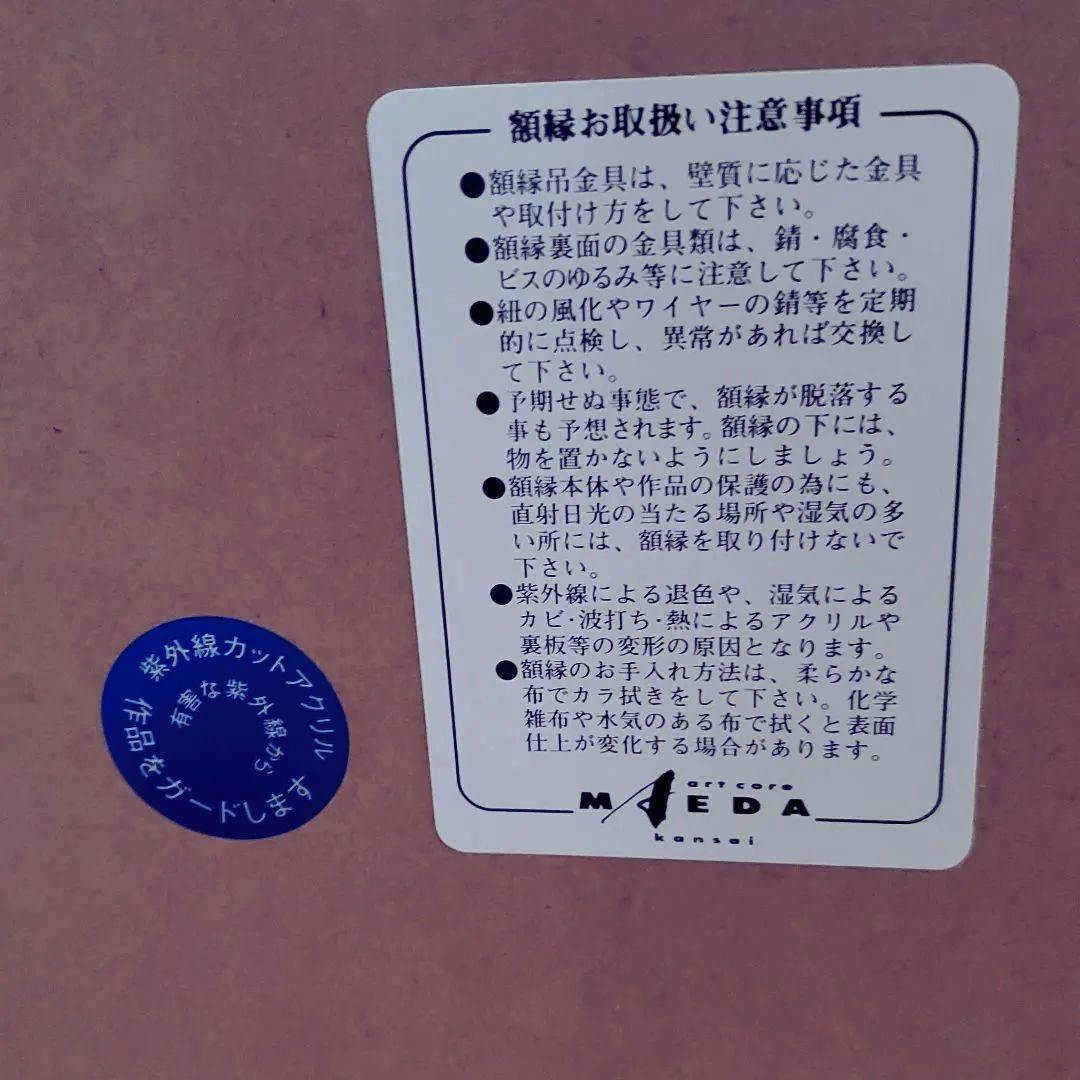 額縁お取扱い注意事項
●額縁吊金具は、壁質に応じた金具
や取付け方をして下さい。
●額縁裏面の金具類は、錆・腐食・
ビスのゆるみ等に注意して下さい。
●紐の風化やワイヤーの錆等を定期
的に点検し、異常があれば交換し
て下さい。
●予期せぬ事態で、額縁が脱落する
事も予想されます。額縁の下には、
物を置かないようにしましょう。
●額縁本体や作品の保護の為にも、
直射日光の当たる場所や湿気の多
い所には、額縁を取り付けないで
下さい。
●紫外線による退色や、湿気による
カビ・波打ち・熱によるアクリルや
裏板等の変形の原因となります。
●額縁のお手入れ方法は、柔らかな
布でカラ拭きをして下さい。化学
雑布や水気のある布で拭くと表面
仕上が変化する場合があります。
art core
MAEDA
kansai
紫外線カットアクリル
有害な紫外線から
作品をガードします